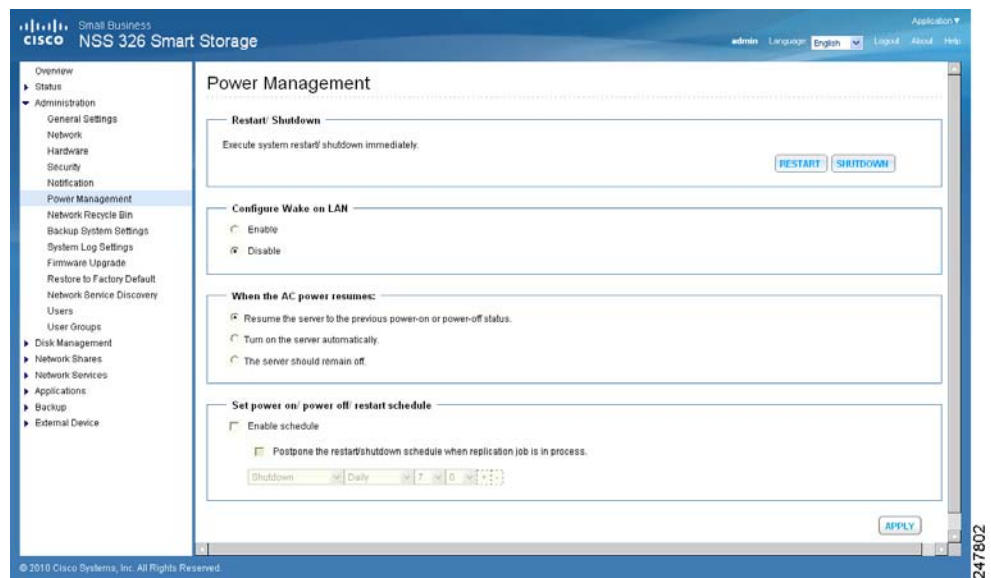 Small Business
CISCO NSS 326 Smart Storage
Application
admin Language: English Logout About Help
Overview
Status
Administration
General Settings
Network
Hardware
Security
Notification
Power Management
Network Recycle Bin
Backup System Settings
System Log Settings
Firmware Upgrade
Restore to Factory Default
Network Service Discovery
Users
User Groups
Disk Management
Network Shares
Network Services
Applications
Backup
External Device
Power Management
Restart/ Shutdown
Execute system restart/ shutdown immediately.
RESTART SHUTDOWN
Configure Wake on LAN
Enable
Disable
When the AC power resumes:
Resume the server to the previous power-on or power-off status.
Turn on the server automatically.
The server should remain off.
Set power on/ power off/ restart schedule
Enable schedule
Postpone the restart/shutdown schedule when replication job is in process.
Shutdown Daily 7 0 + -
APPLY
© 2010 Cisco Systems, Inc. All Rights Reserved.
247802